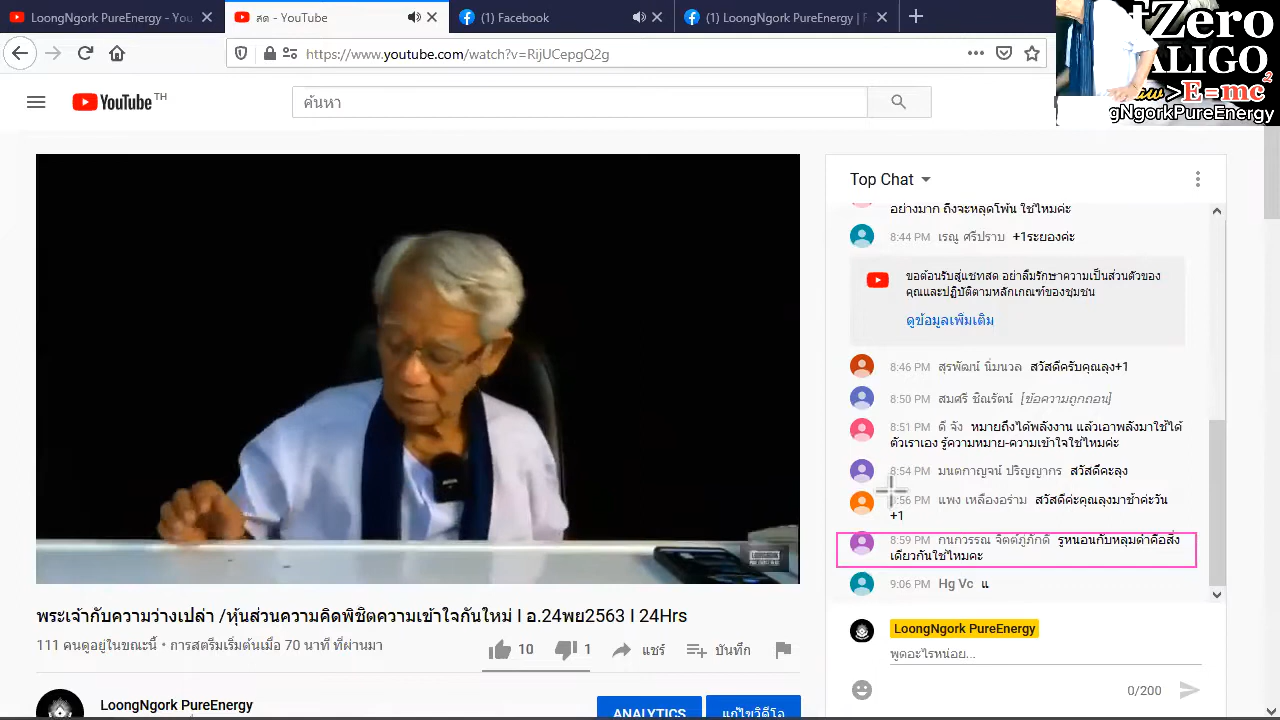 LoongNgork PureEnergy - You
สด - YouTube
(1) Facebook
(1) LoongNgork PureEnergy | F
tZero
ALIGO
aw>E=mc2
gNgorkPureEnergy
https://www.youtube.com/watch?v=RijUCepgQ2g
YouTube TH
ค้นหา
Top Chat
อย่างมาก ถึงจะหลุดโพ้น ใช่ไหมค่ะ
8:44 PM เรณู ศรีปราบ +1ระยองค่ะ
ขอต้อนรับสู่แชทสด อย่าลืมรักษาความเป็นส่วนตัวของ
คุณและปฏิบัติตามหลักเกณฑ์ของชุมชน
ดูข้อมูลเพิ่มเติม
8:46 PM สุรพัฒน์ นิ่มนวล สวัสดีครับคุณลุง+1
8:50 PM สมศรี ชิณรัตน์ [ข้อความถูกถอน]
8:51 PM ดี จัง หมายถึงได้พลังงาน แล้วเอาพลังมาใช้ได้
ตัวเราเอง รู้ความหมาย-ความเข้าใจใช่ไหมค่ะ
8:54 PM มนตกาญจน์ ปริญญากร สวัสดีคะลุง
:56 PM แพง เหลืองอร่าม สวัสดีค่ะคุณลุงมาช้าค่ะวัน
+1
8:59 PM กนกวรรณ จิตต์ภู่ภักดี รูหนอนกับหลุมดำคือสิ่ง
เดียวกันใช่ไหมคะ
9:06 PM Hg Vc แ
พระเจ้ากับความว่างเปล่า /หุ้นส่วนความคิดพิชิตความเข้าใจกันใหม่ I อ.24พย2563 I 24Hrs
111 คนดูอยู่ในขณะนี้ • การสตรีมเริ่มต้นเมื่อ 70 นาที ที่ผ่านมา
10
1
แชร์
บันทึก
LoongNgork PureEnergy
พูดอะไรหน่อย...
0/200
LoongNgork PureEnergy
ANALYTICS
แก้ไขวิดีโอ